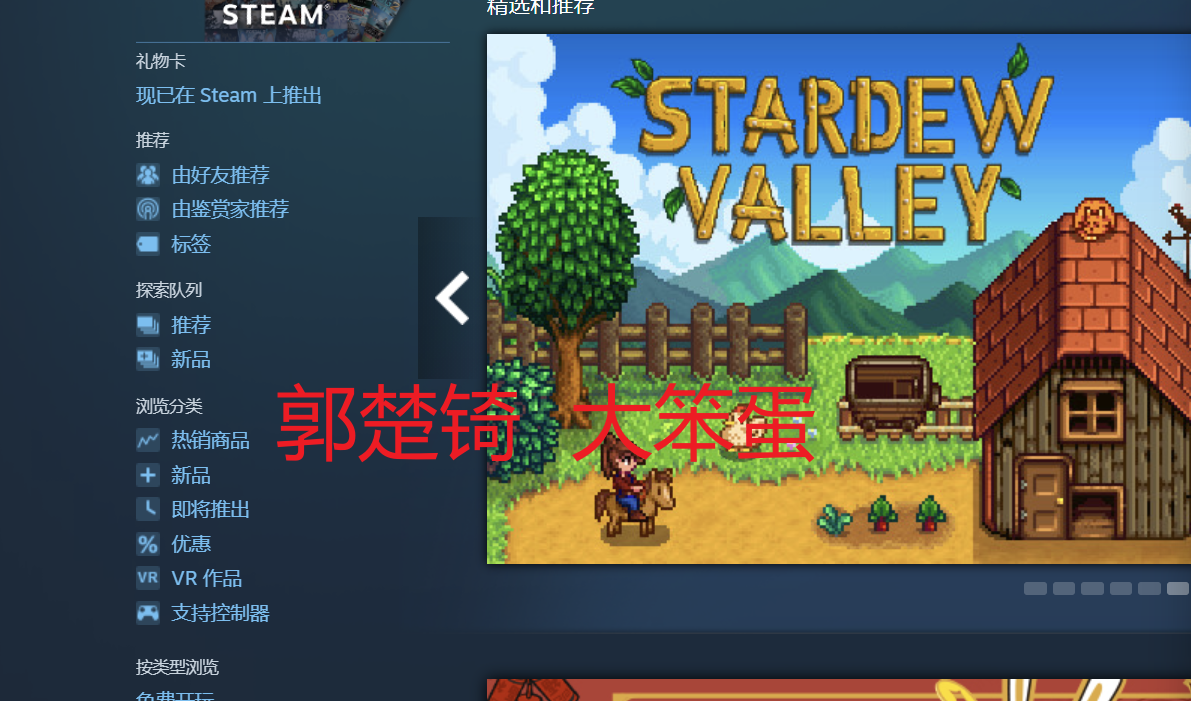 STEAM
精选和推荐
礼物卡
现已在 Steam 上推出
推荐
由好友推荐
由鉴赏家推荐
标签
探索队列
推荐
新品
浏览分类
热销商品
新品
即将推出
优惠
VR VR 作品
支持控制器
按类型浏览
免费开玩
STARDEW
VALLEY
郭楚锜 大笨蛋